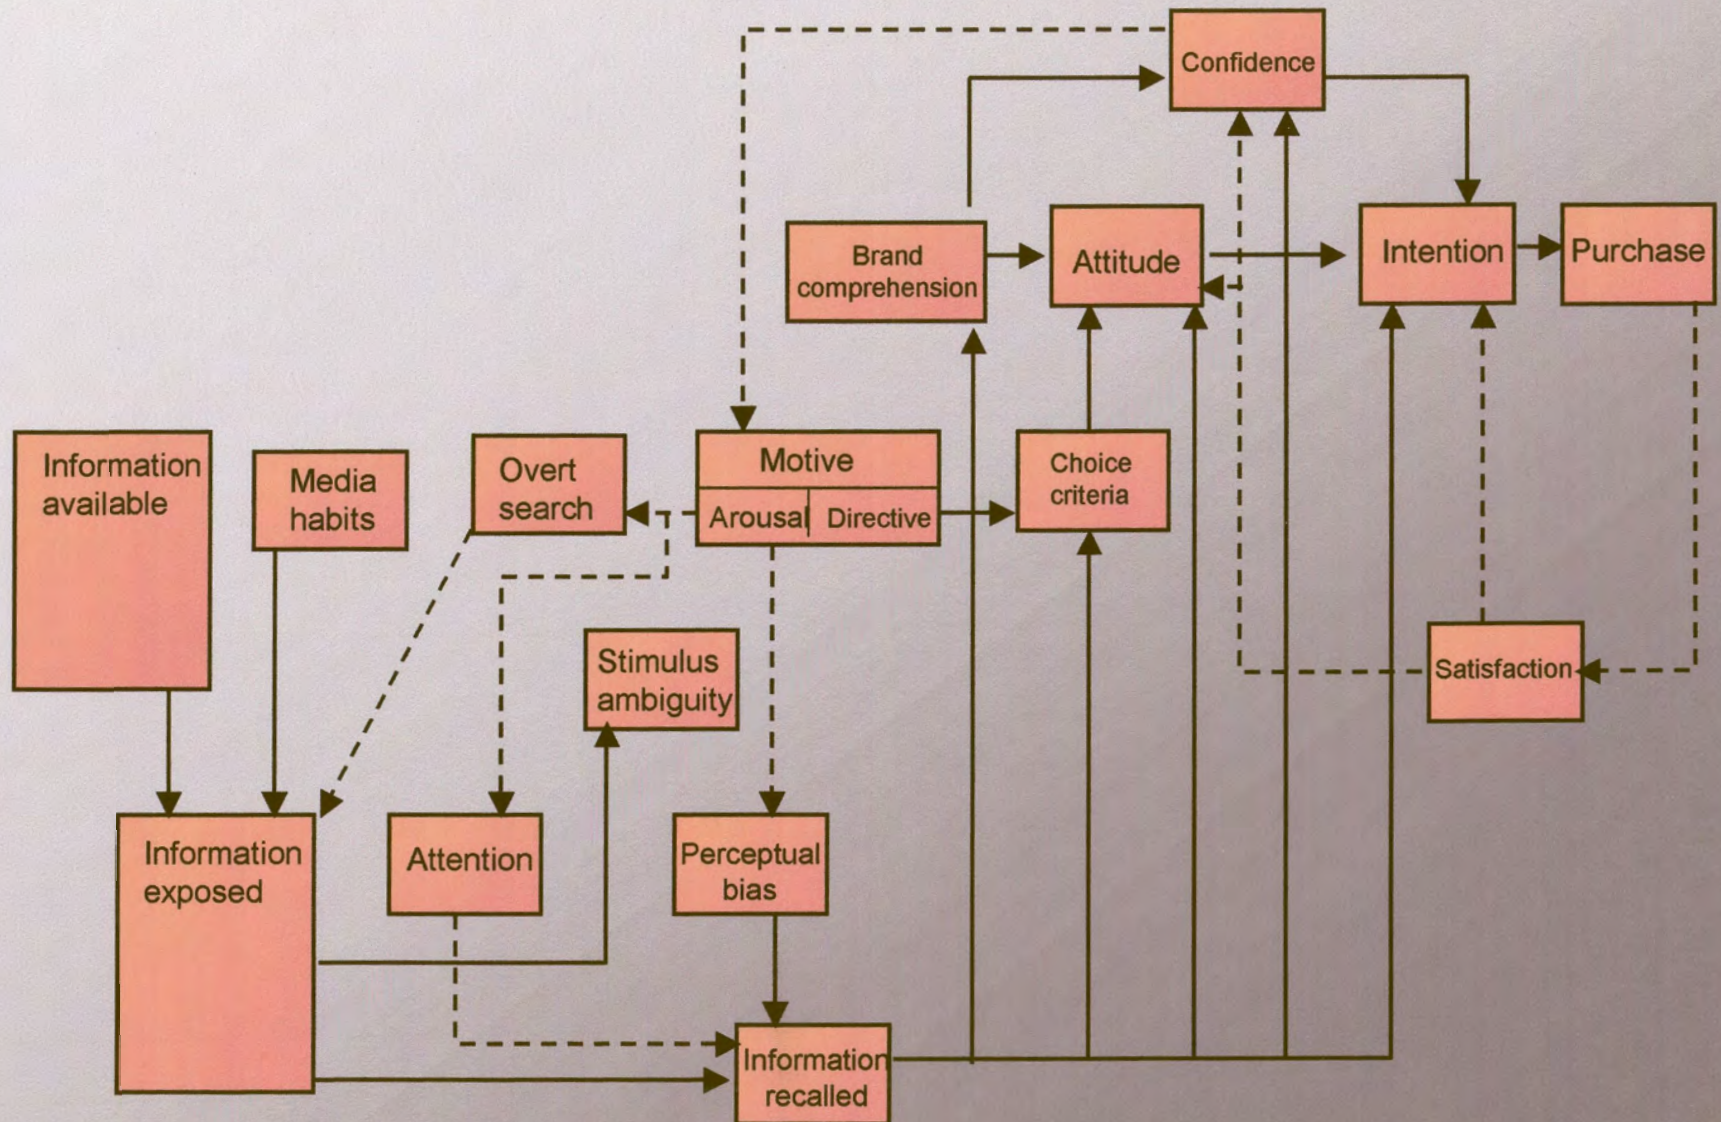 Confidence
Brand
comprehension
Attitude
Intention
Purchase
Information
available
Media
habits
Overt
search
Motive
Arousal
Directive
Choice
criteria
Stimulus
ambiguity
Satisfaction
Information
exposed
Attention
Perceptual
bias
Information
recalled